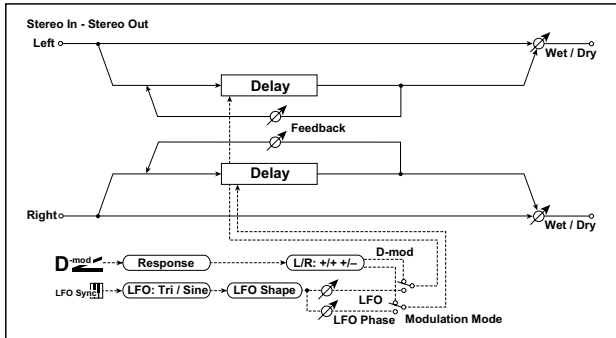 Stereo In - Stereo Out
Left
Wet / Dry
Delay
Feedback
Delay
Right
Wet / Dry
D-mod
D-mod
Response
L/R: +/+ +/–
LFO Sync
LFO: Tri / Sine
LFO Shape
LFO
LFO Phase
Modulation Mode